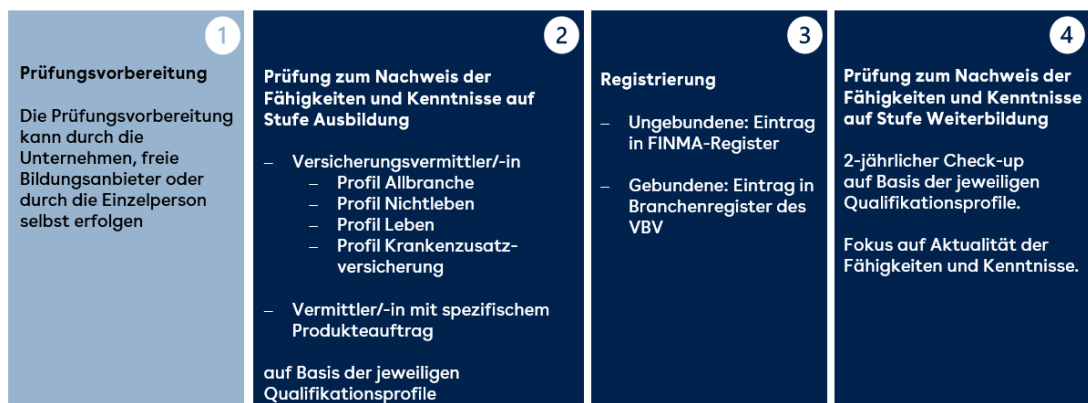 1
Prüfungsvorbereitung
Die Prüfungsvorbereitung
kann durch die
Unternehmen, freie
Bildungsanbieter oder
durch die Einzelperson
selbst erfolgen
2
Prüfung zum Nachweis der
Fähigkeiten und Kenntnisse auf
Stufe Ausbildung
– Versicherungsvermittler/-in
– Profil Allbranche
– Profil Nichtleben
– Profil Leben
– Profil Krankenzusatz-
versicherung
– Vermittler/-in mit spezifischem
Produkteauftrag
auf Basis der jeweiligen
Qualifikationsprofile
3
Registrierung
– Ungebundene: Eintrag
in FINMA-Register
– Gebundene: Eintrag in
Branchenregister des
VBV
4
Prüfung zum Nachweis der
Fähigkeiten und Kenntnisse
auf Stufe Weiterbildung
2-jährlicher Check-up
auf Basis der jeweiligen
Qualifikationsprofile.
Fokus auf Aktualität der
Fähigkeiten und Kenntnisse.